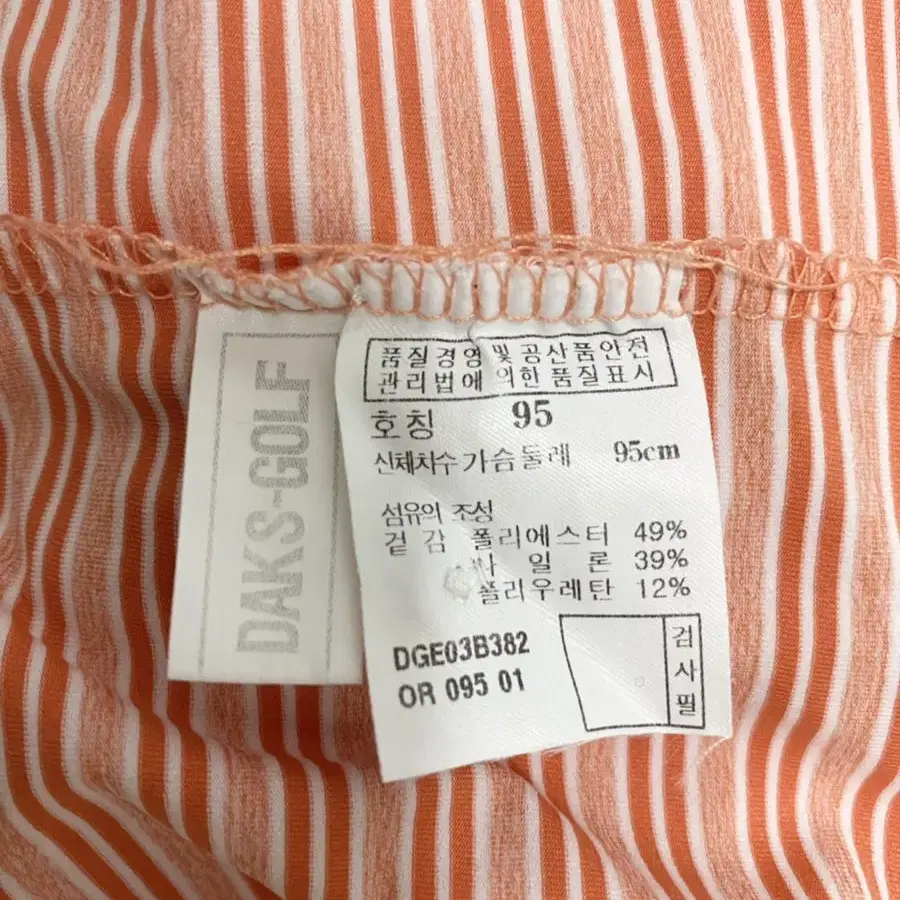 DAKS-GOLF
품질경영 및 공산품안전
관리법에 의한 품질표시
호칭 95
신체치수 가슴둘레 95cm
섬유의 조성
겉감 폴리에스터 49%
나일론 39%
폴리우레탄 12%
DGE03B382
OR 095 01
검사필